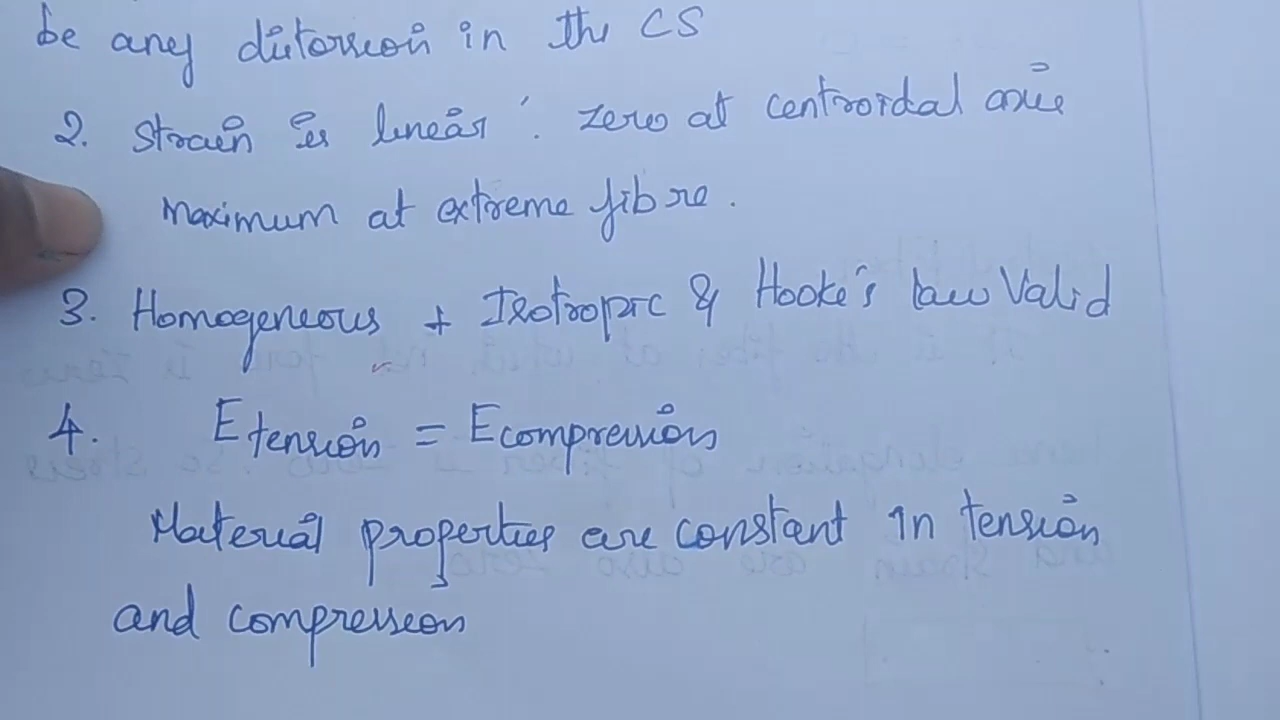 be any distorsion in the CS
2. Strain is linear : zero at centroidal axis
maximum at extreme fibre.
3. Homogeneous + Isotropic & Hooke's law Valid
4. Etension = Ecompression
Material properties are constant in tension
and compression